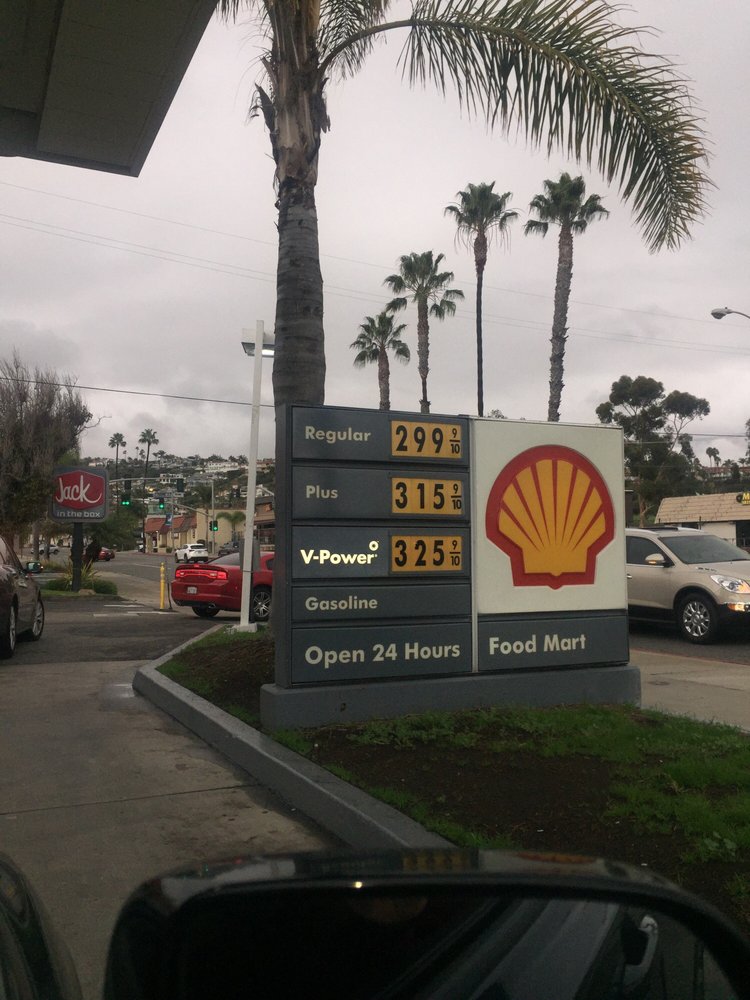 Regular 299 9/10
Plus 315 9/10
V-Power 325 9/10
Gasoline
Open 24 Hours
Food Mart
Jack
in the box